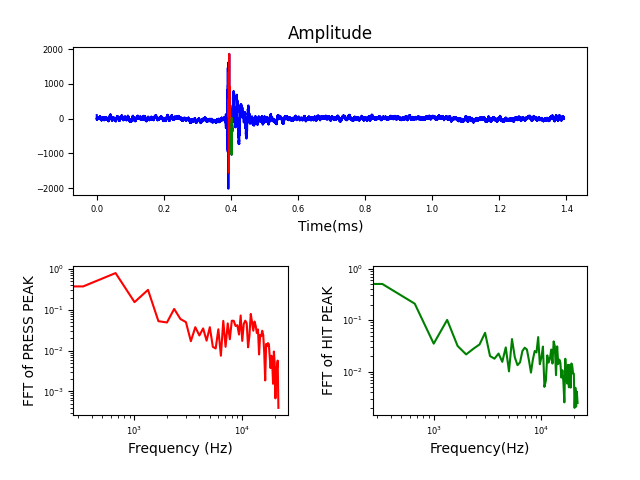 Amplitude
2000
1000
0
−1000
−2000
0.0 0.2 0.4 0.6 0.8 1.0 1.2 1.4
Time(ms)
FFT of PRESS PEAK
10⁰
10⁻¹
10⁻²
10⁻³
10³ 10⁴
Frequency (Hz)
FFT of HIT PEAK
10⁰
10⁻¹
10⁻²
10³ 10⁴
Frequency(Hz)